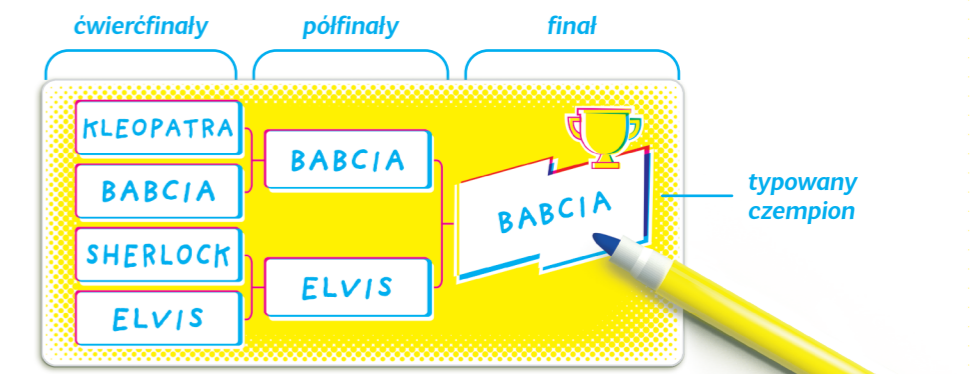 ćwierćfinały
półfinały
finał
KLEOPATRA
BABCIA
SHERLOCK
ELVIS
BABCIA
ELVIS
BABCIA
typowany
czempion